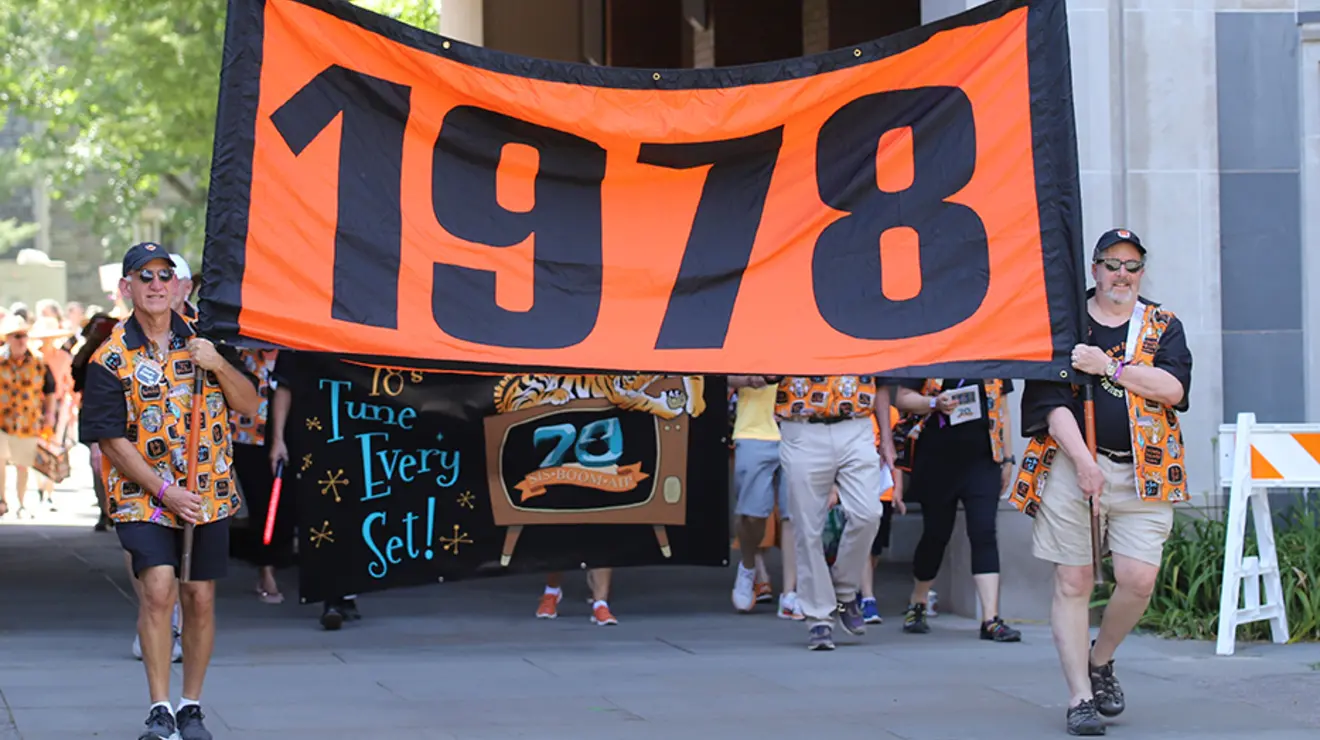 1978
78's
Tune
Every
Set!
78
SIS·BOOM·AH!